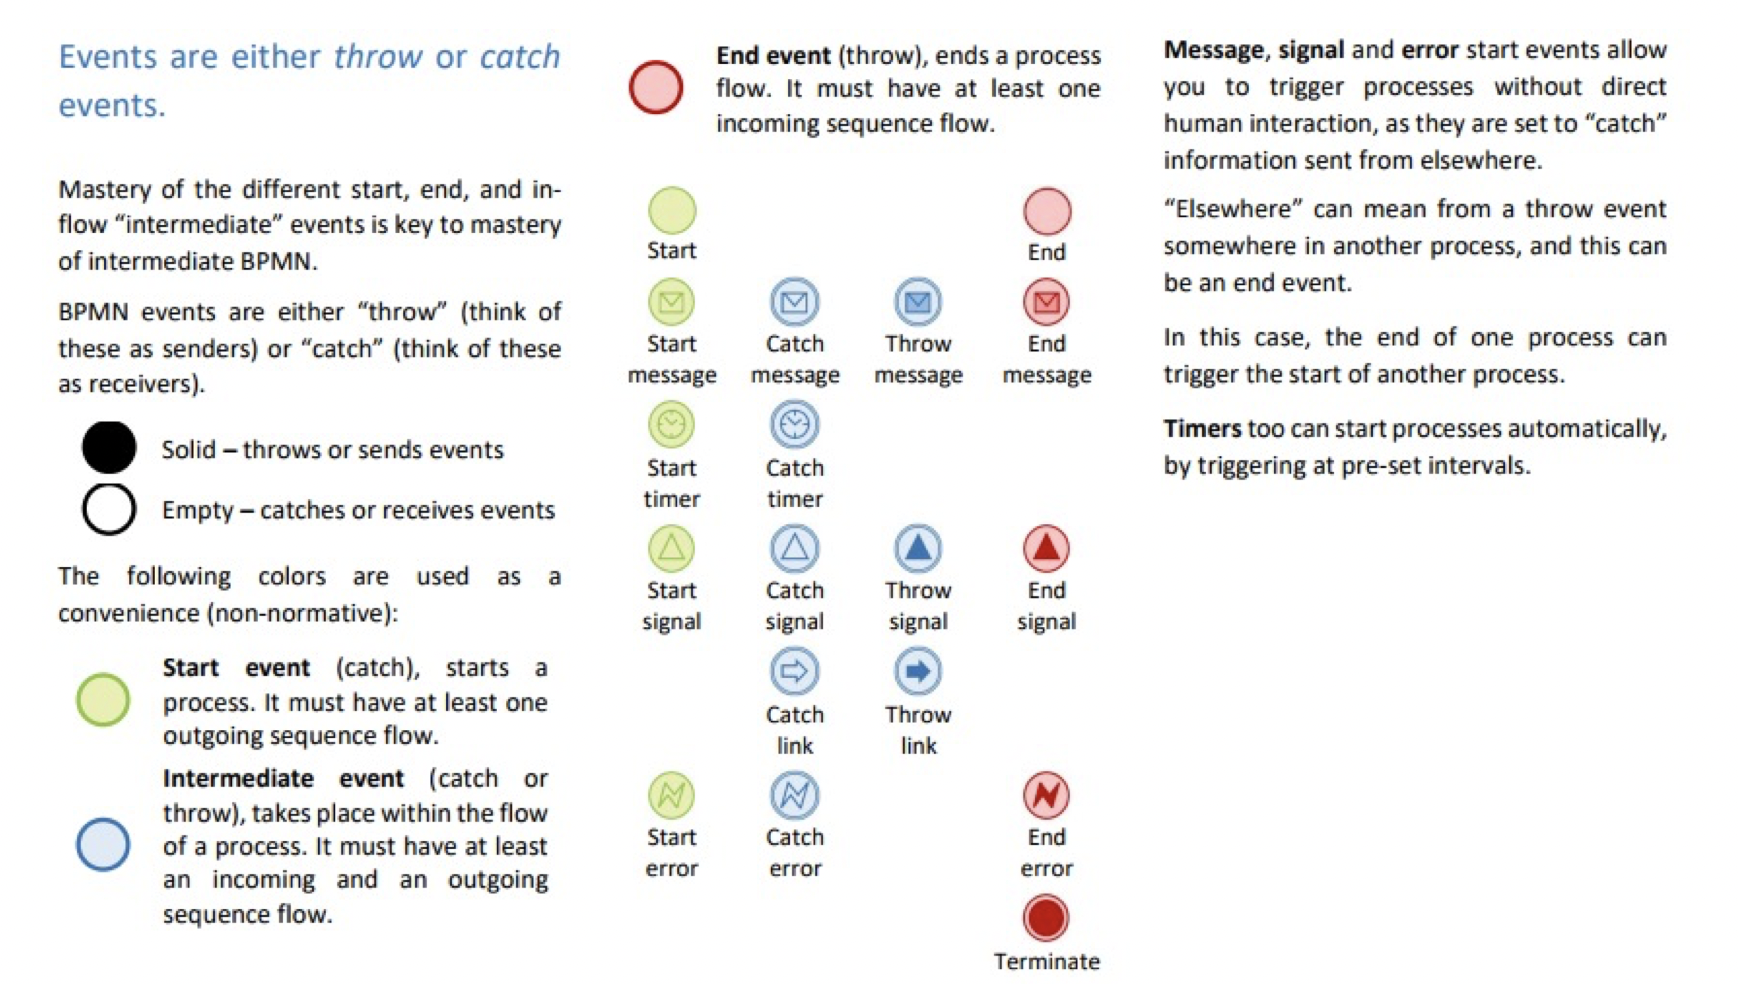 Events are either throw or catch
events.
Mastery of the different start, end, and in-
flow “intermediate” events is key to mastery
of intermediate BPMN.
BPMN events are either “throw” (think of
these as senders) or “catch” (think of these
as receivers).
Solid – throws or sends events
Empty – catches or receives events
The following colors are used as a
convenience (non-normative):
Start event (catch), starts a
process. It must have at least one
outgoing sequence flow.
Intermediate event (catch or
throw), takes place within the flow
of a process. It must have at least
an incoming and an outgoing
sequence flow.
End event (throw), ends a process
flow. It must have at least one
incoming sequence flow.
Start
End
Start
message
Catch
message
Throw
message
End
message
Start
timer
Catch
timer
Start
signal
Catch
signal
Throw
signal
End
signal
Catch
link
Throw
link
Start
error
Catch
error
End
error
Terminate
Message, signal and error start events allow
you to trigger processes without direct
human interaction, as they are set to “catch”
information sent from elsewhere.
“Elsewhere” can mean from a throw event
somewhere in another process, and this can
be an end event.
In this case, the end of one process can
trigger the start of another process.
Timers too can start processes automatically,
by triggering at pre-set intervals.